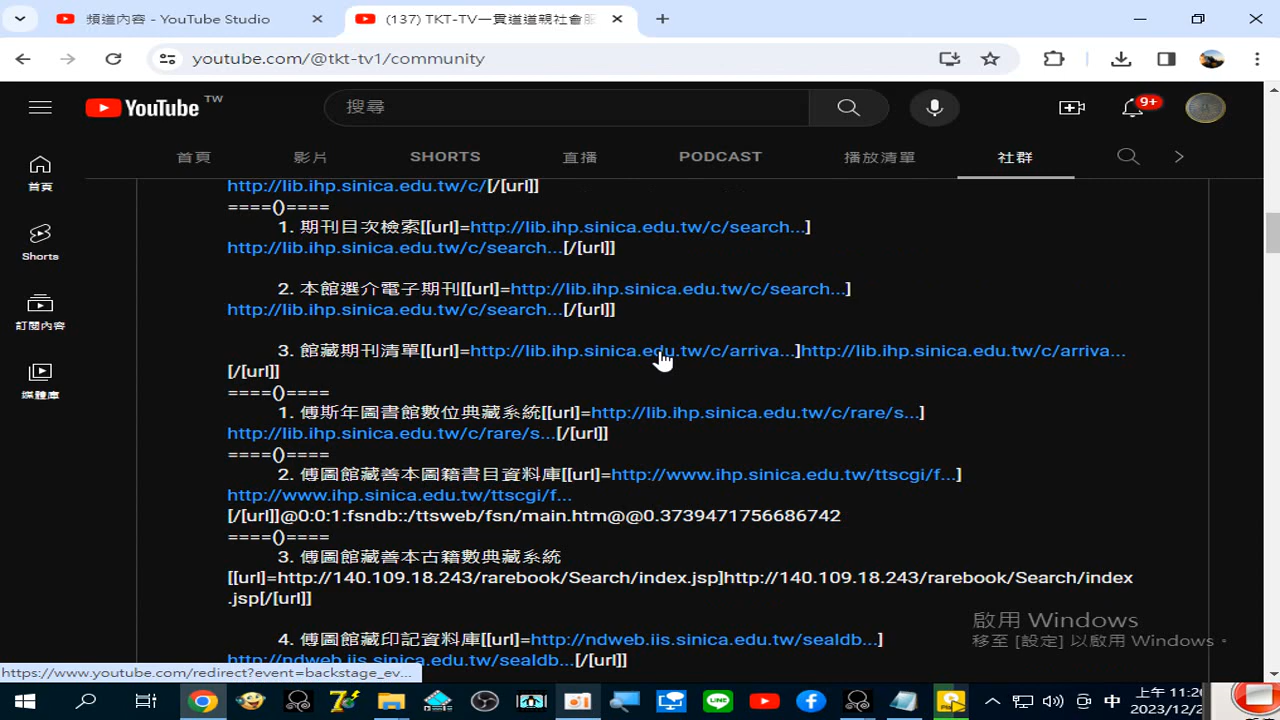 頻道內容 - YouTube Studio
(137) TKT-TV一貫道道親社會服
youtube.com/@tkt-tv1/community
YouTube TW
搜尋
9+
首頁 影片 SHORTS 直播 PODCAST 播放清單 社群
首頁
Shorts
訂閱內容
媒體庫
http://lib.ihp.sinica.edu.tw/c/[/[url]]
====()====
1. 期刊目次檢索[[url]=http://lib.ihp.sinica.edu.tw/c/search...]
http://lib.ihp.sinica.edu.tw/c/search...[/[url]]
2. 本館選介電子期刊[[url]=http://lib.ihp.sinica.edu.tw/c/search...]
http://lib.ihp.sinica.edu.tw/c/search...[/[url]]
3. 館藏期刊清單[[url]=http://lib.ihp.sinica.edu.tw/c/arriva...]http://lib.ihp.sinica.edu.tw/c/arriva...
[/[url]]
====()====
1. 傅斯年圖書館數位典藏系統[[url]=http://lib.ihp.sinica.edu.tw/c/rare/s...]
http://lib.ihp.sinica.edu.tw/c/rare/s...[/[url]]
====()====
2. 傅圖館藏善本圖籍書目資料庫[[url]=http://www.ihp.sinica.edu.tw/ttscgi/f...]
http://www.ihp.sinica.edu.tw/ttscgi/f...
[/[url]]@0:0:1:fsndb::/ttsweb/fsn/main.htm@@0.3739471756686742
====()====
3. 傅圖館藏善本古籍數典藏系統
[[url]=http://140.109.18.243/rarebook/Search/index.jsp]http://140.109.18.243/rarebook/Search/index
.jsp[/[url]]
4. 傅圖館藏印記資料庫[[url]=http://ndweb.iis.sinica.edu.tw/sealdb...]
http://ndweb.iis.sinica.edu.tw/sealdb...[/[url]]
啟用 Windows
移至 [設定] 以啟用 Windows。
https://www.youtube.com/redirect?event=backstage_ev...
中
上午 11:20
2023/12/2